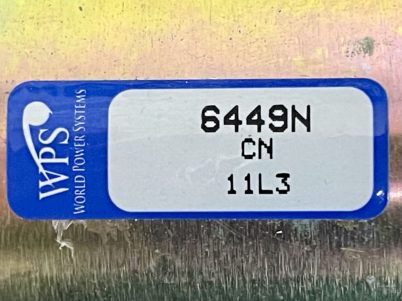 WPS
WORLD POWER SYSTEMS
6449N
CN
11L3